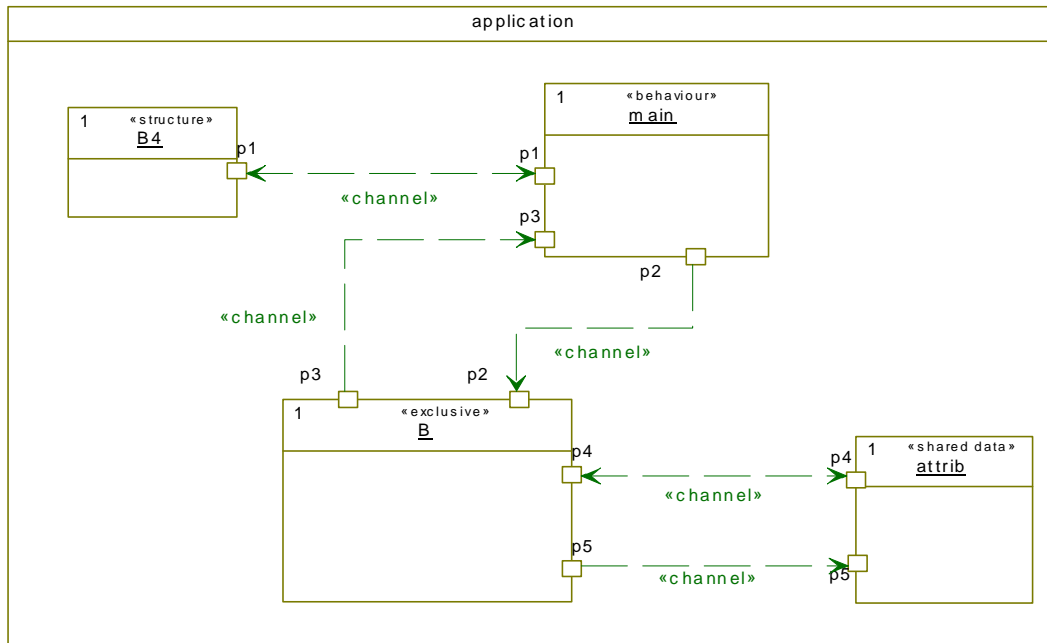 application
1 «structure»
B4
p1
1 «behaviour»
main
p1
«channel»
p3
p2
«channel»
«channel»
p3
p2
1 «exclusive»
B
p4
p5
«channel»
«channel»
1 «shared data»
attrib
p4
p5